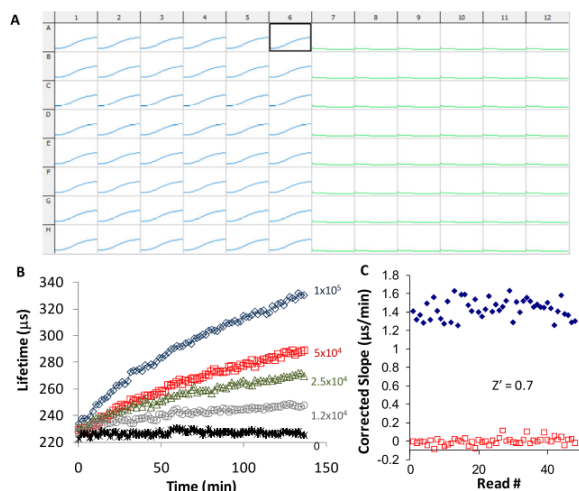 A
1 2 3 4 5 6 7 8 9 10 11 12
A
B
C
D
E
F
G
H
B
Lifetime (µs)
340
320
300
280
260
240
220
1x10⁵
5x10⁴
2.5x10⁴
1.2x10⁴
0
0 50 100 150
Time (min)
C
Corrected Slope (µs/min)
1.8
1.6
1.4
1.2
1
0.8
0.6
0.4
0.2
0
-0.2
Z' = 0.7
0 20 40
Read #